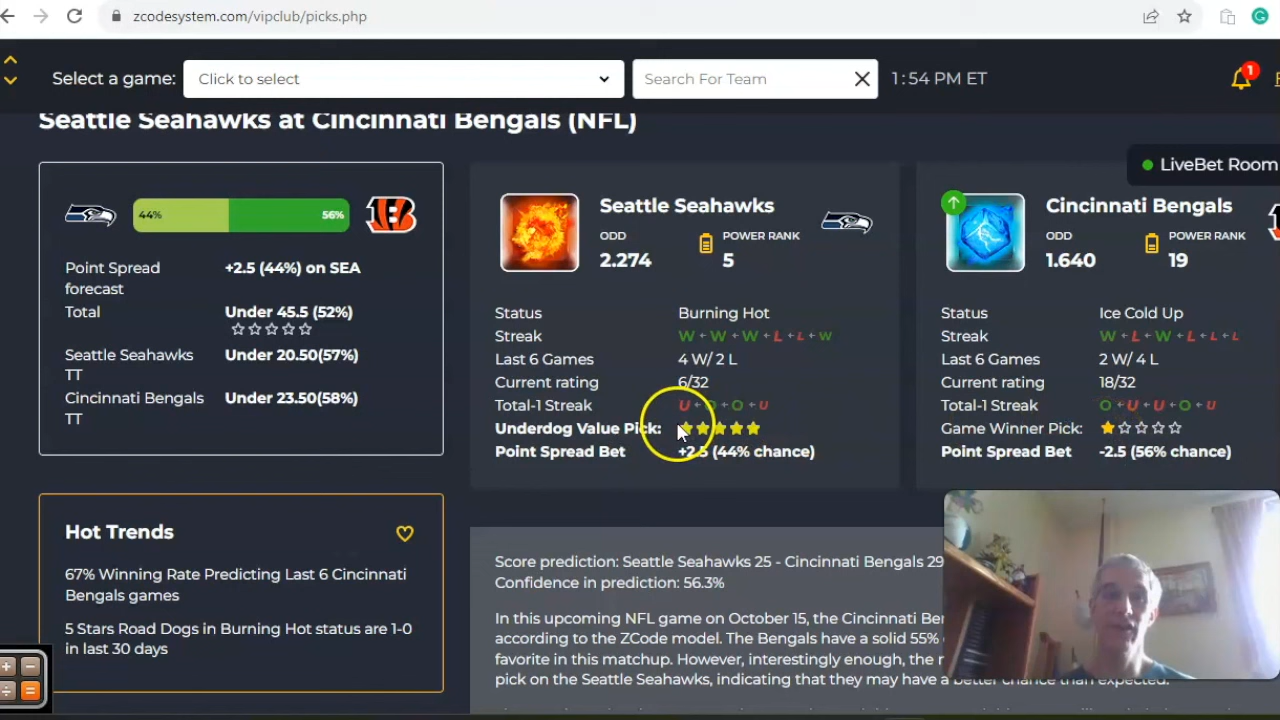 zcodesystem.com/vipclub/picks.php
Select a game:
Click to select
Search For Team
1:54 PM ET
1
Seattle Seahawks at Cincinnati Bengals (NFL)
LiveBet Room
44%
56%
Point Spread
forecast
+2.5 (44%) on SEA
Total
Under 45.5 (52%)
Seattle Seahawks
TT
Under 20.50(57%)
Cincinnati Bengals
TT
Under 23.50(58%)
Hot Trends
67% Winning Rate Predicting Last 6 Cincinnati
Bengals games
5 Stars Road Dogs in Burning Hot status are 1-0
in last 30 days
Seattle Seahawks
ODD
2.274
POWER RANK
5
Status Burning Hot
Streak W W W L L W
Last 6 Games 4 W/ 2 L
Current rating 6/32
Total-1 Streak U O O U
Underdog Value Pick:
Point Spread Bet +2.5 (44% chance)
Cincinnati Bengals
ODD
1.640
POWER RANK
19
Status Ice Cold Up
Streak W L W L L L
Last 6 Games 2 W/ 4 L
Current rating 18/32
Total-1 Streak O U U O U
Game Winner Pick:
Point Spread Bet -2.5 (56% chance)
Score prediction: Seattle Seahawks 25 - Cincinnati Bengals 29
Confidence in prediction: 56.3%
In this upcoming NFL game on October 15, the Cincinnati Be
according to the ZCode model. The Bengals have a solid 55%
favorite in this matchup. However, interestingly enough, the
pick on the Seattle Seahawks, indicating that they may have a better chance than expected.